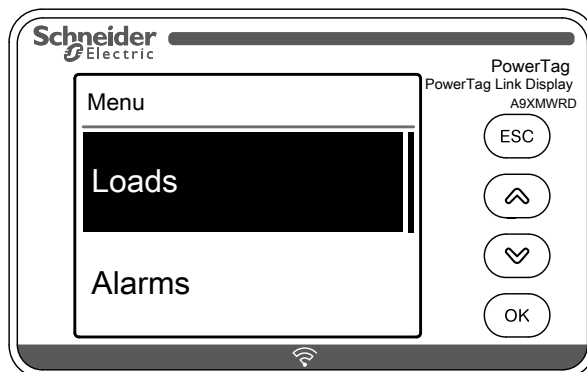 Schneider
Electric
PowerTag
PowerTag Link Display
A9XMWRD
Menu
Loads
Alarms
ESC
OK